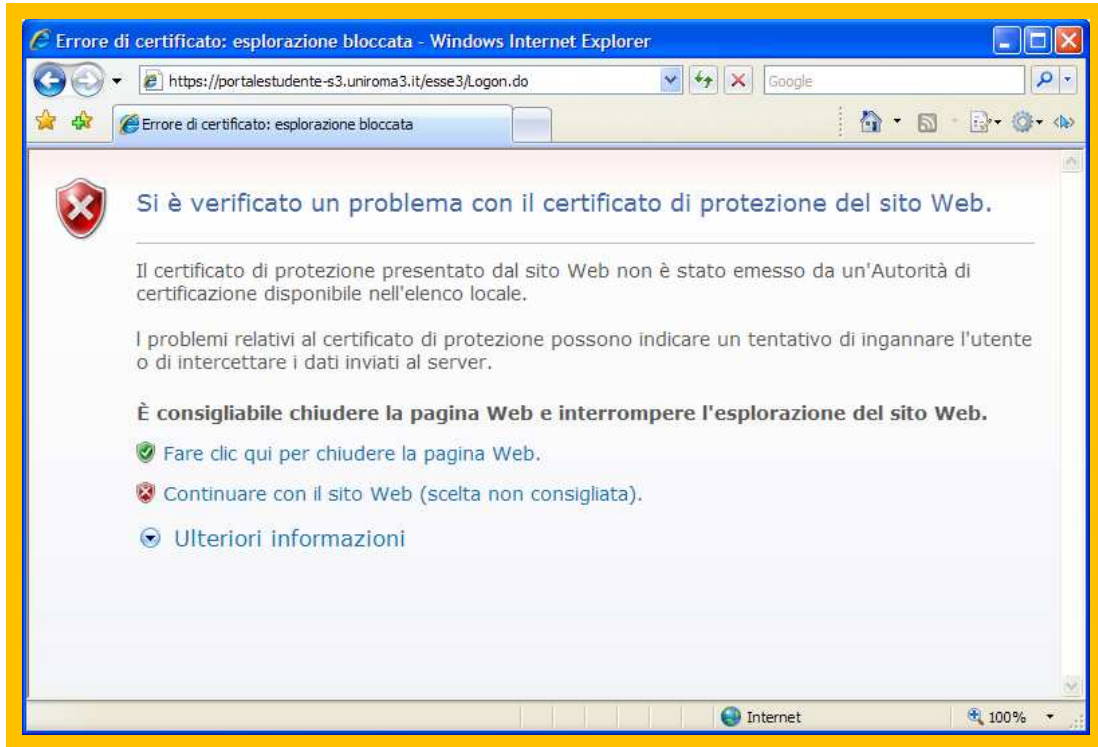 Errore di certificato: esplorazione bloccata - Windows Internet Explorer
https://portalestudente-s3.uniroma3.it/esse3/Logon.do
Google
Errore di certificato: esplorazione bloccata
Si è verificato un problema con il certificato di protezione del sito Web.
Il certificato di protezione presentato dal sito Web non è stato emesso da un'Autorità di
certificazione disponibile nell'elenco locale.
I problemi relativi al certificato di protezione possono indicare un tentativo di ingannare l'utente
o di intercettare i dati inviati al server.
È consigliabile chiudere la pagina Web e interrompere l'esplorazione del sito Web.
Fare clic qui per chiudere la pagina Web.
Continuare con il sito Web (scelta non consigliata).
Ulteriori informazioni
Internet
100%